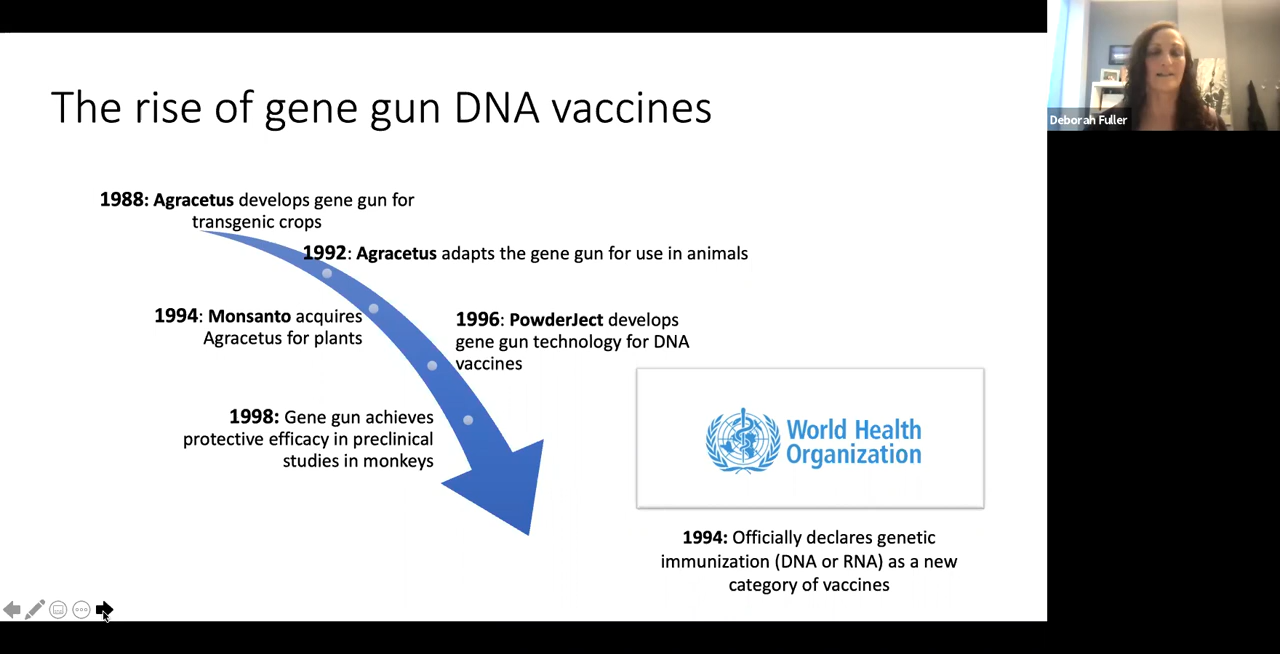 The rise of gene gun DNA vaccines
Deborah Fuller
1988: Agracetus develops gene gun for
transgenic crops
1992: Agracetus adapts the gene gun for use in animals
1994: Monsanto acquires
Agracetus for plants
1996: PowderJect develops
gene gun technology for DNA
vaccines
1998: Gene gun achieves
protective efficacy in preclinical
studies in monkeys
World Health
Organization
1994: Officially declares genetic
immunization (DNA or RNA) as a new
category of vaccines